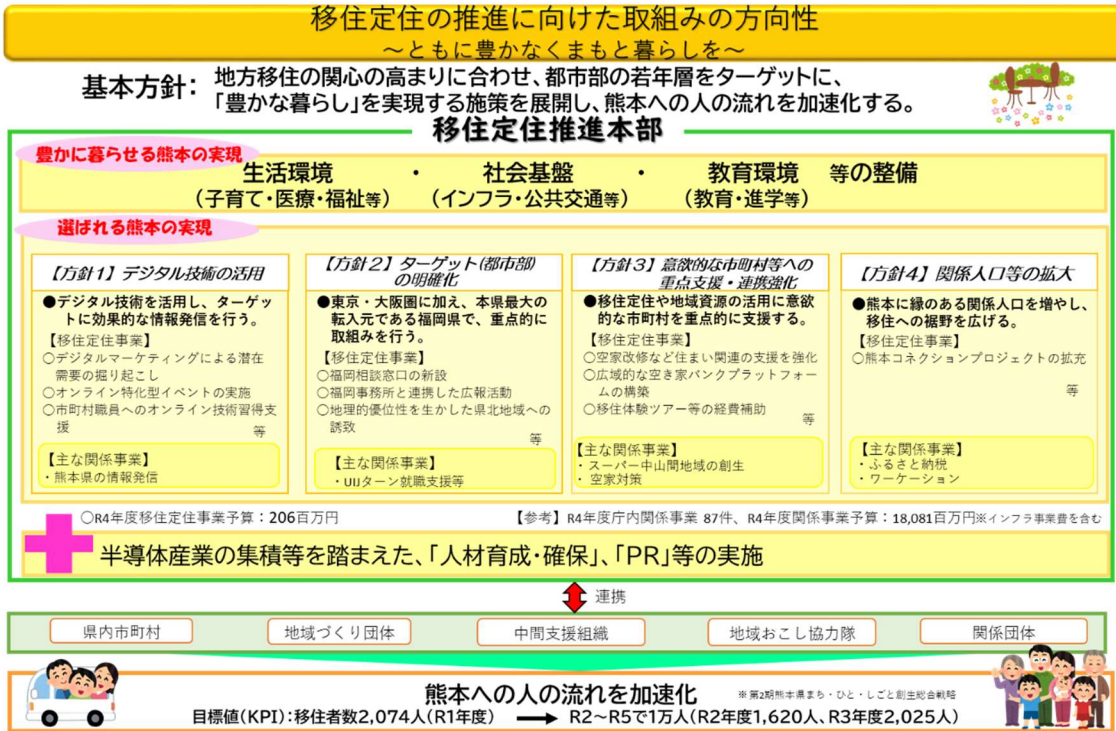 移住定住の推進に向けた取組みの方向性
～ともに豊かなくまもと暮らしを～
基本方針：
地方移住の関心の高まりに合わせ、都市部の若年層をターゲットに、
「豊かな暮らし」を実現する施策を展開し、熊本への人の流れを加速化する。
移住定住推進本部
豊かに暮らせる熊本の実現
生活環境 ・ 社会基盤 ・ 教育環境 等の整備
（子育て・医療・福祉等） （インフラ・公共交通等） （教育・進学等）
選ばれる熊本の実現
【方針１】デジタル技術の活用
●デジタル技術を活用し、ターゲッ
トに効果的な情報発信を行う。
【移住定住事業】
○デジタルマーケティングによる潜在
需要の掘り起こし
○オンライン特化型イベントの実施
○市町村職員へのオンライン技術習得支
援
等
【主な関係事業】
・熊本県の情報発信
【方針２】ターゲット(都市部)
の明確化
●東京・大阪圏に加え、本県最大の
転入元である福岡県で、重点的に
取組みを行う。
【移住定住事業】
○福岡相談窓口の新設
○福岡事務所と連携した広報活動
○地理的優位性を生かした県北地域への
誘致
等
【主な関係事業】
・UIJターン就職支援等
【方針３】意欲的な市町村等への
重点支援・連携強化
●移住定住や地域資源の活用に意欲
的な市町村を重点的に支援する。
【移住定住事業】
○空家改修など住まい関連の支援を強化
○広域的な空き家バンクプラットフォー
ムの構築
○移住体験ツアー等の経費補助
等
【主な関係事業】
・スーパー中山間地域の創生
・空家対策
【方針４】関係人口等の拡大
●熊本に縁のある関係人口を増やし、
移住への裾野を広げる。
【移住定住事業】
○熊本コネクションプロジェクトの拡充
等
【主な関係事業】
・ふるさと納税
・ワーケーション
○R4年度移住定住事業予算：206百万円
【参考】R4年度庁内関係事業 87件、R4年度関係事業予算：18,081百万円※インフラ事業費を含む
半導体産業の集積等を踏まえた、「人材育成・確保」、「PR」等の実施
連携
県内市町村
地域づくり団体
中間支援組織
地域おこし協力隊
関係団体
熊本への人の流れを加速化
※第2期熊本県まち・ひと・しごと創生総合戦略
目標値（KPI）：移住者数2,074人（R1年度） → R2～R5で1万人（R2年度1,620人、R3年度2,025人）